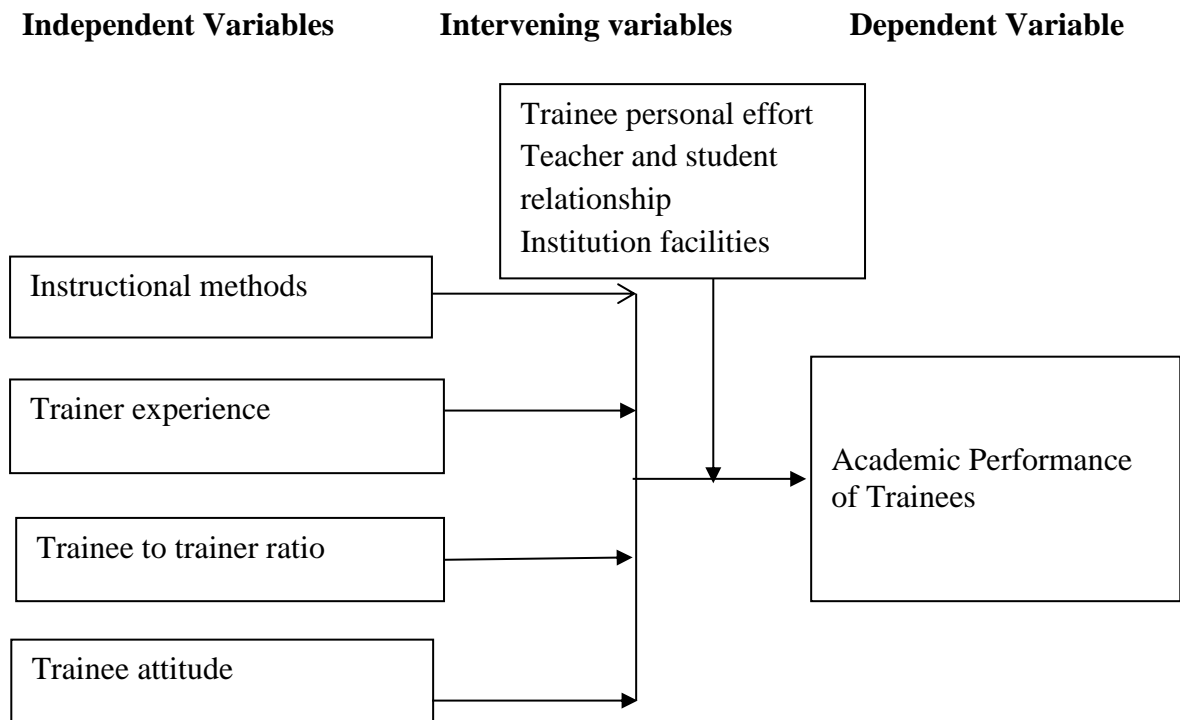 Independent Variables
Intervening variables
Dependent Variable
Trainee personal effort
Teacher and student
relationship
Institution facilities
Instructional methods
Trainer experience
Trainee to trainer ratio
Trainee attitude
Academic Performance
of Trainees